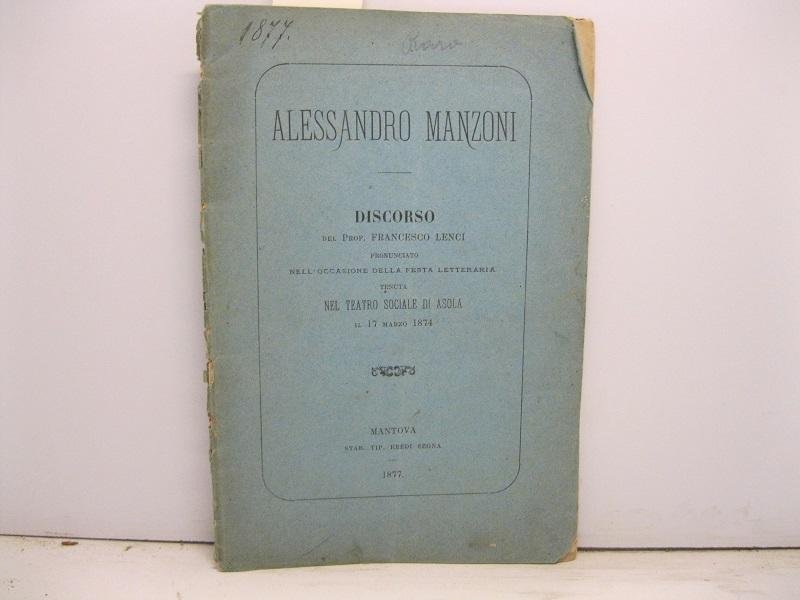 1877.
Raro
ALESSANDRO MANZONI
DISCORSO
DEL PROF. FRANCESCO LENCI
PRONUNCIATO
NELL'OCCASIONE DELLA FESTA LETTERARIA
TENUTA
NEL TEATRO SOCIALE DI ASOLA
IL 17 MARZO 1874
MANTOVA
STAB. TIP. EREDI SEGNA
1877.